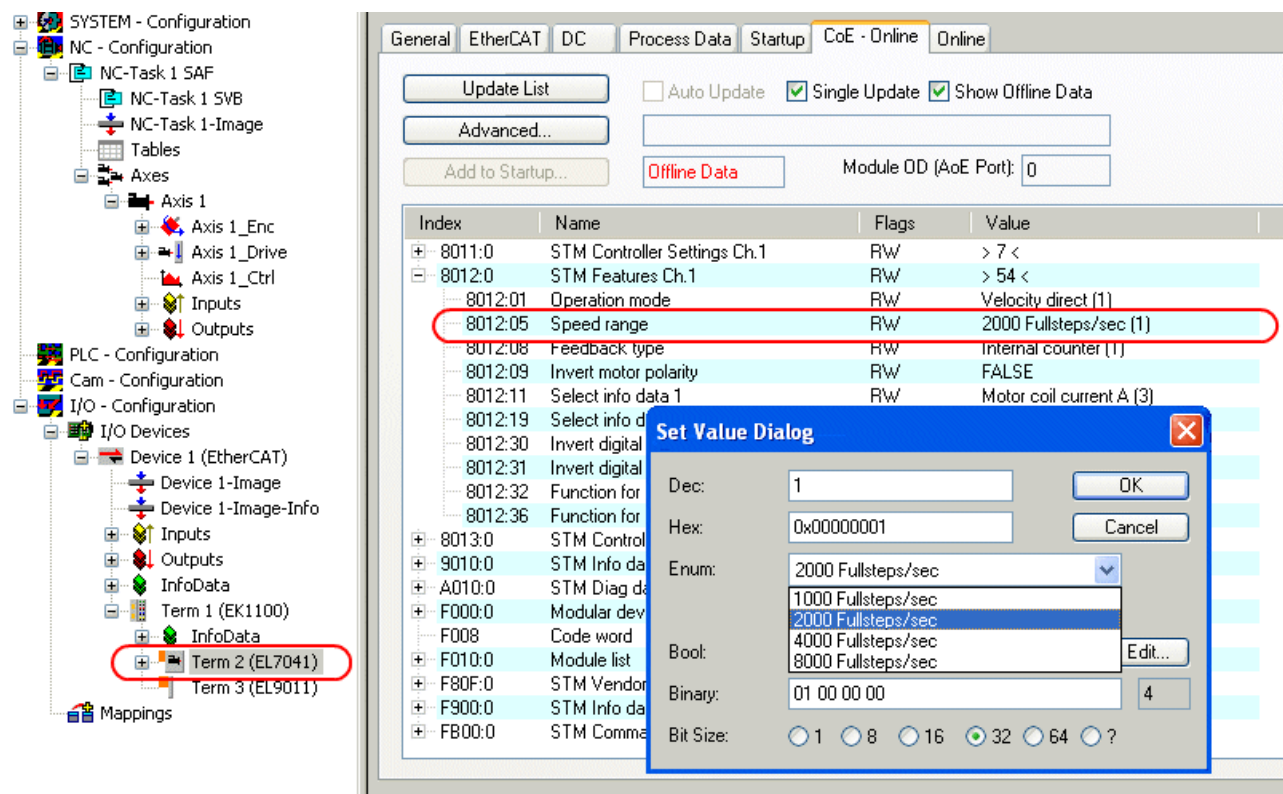 SYSTEM - Configuration
NC - Configuration
NC-Task 1 SAF
NC-Task 1 SVB
NC-Task 1-Image
Tables
Axes
Axis 1
Axis 1_Enc
Axis 1_Drive
Axis 1_Ctrl
Inputs
Outputs
PLC - Configuration
Cam - Configuration
I/O - Configuration
I/O Devices
Device 1 (EtherCAT)
Device 1-Image
Device 1-Image-Info
Inputs
Outputs
InfoData
Term 1 (EK1100)
InfoData
Term 2 (EL7041)
Term 3 (EL9011)
Mappings
General EtherCAT DC Process Data Startup CoE - Online Online
Update List Auto Update Single Update Show Offline Data
Advanced...
Add to Startup... Offline Data Module OD (AoE Port): 0
Index Name Flags Value
8011:0 STM Controller Settings Ch.1 RW > 7 <
8012:0 STM Features Ch.1 RW > 54 <
8012:01 Operation mode RW Velocity direct (1)
8012:05 Speed range RW 2000 Fullsteps/sec (1)
8012:08 Feedback type RW Internal counter (1)
8012:09 Invert motor polarity RW FALSE
8012:11 Select info data 1 RW Motor coil current A (3)
8012:19 Select info d
8012:30 Invert digital
8012:31 Invert digital
8012:32 Function for
8012:36 Function for
8013:0 STM Control
9010:0 STM Info da
A010:0 STM Diag da
F000:0 Modular dev
F008 Code word
F010:0 Module list
F80F:0 STM Vendor
F900:0 STM Info da
FB00:0 STM Comma
Set Value Dialog
Dec: 1 OK
Hex: 0x00000001 Cancel
Enum: 2000 Fullsteps/sec
1000 Fullsteps/sec
2000 Fullsteps/sec
4000 Fullsteps/sec
8000 Fullsteps/sec
Bool: Edit...
Binary: 01 00 00 00 4
Bit Size: 1 8 16 32 64 ?